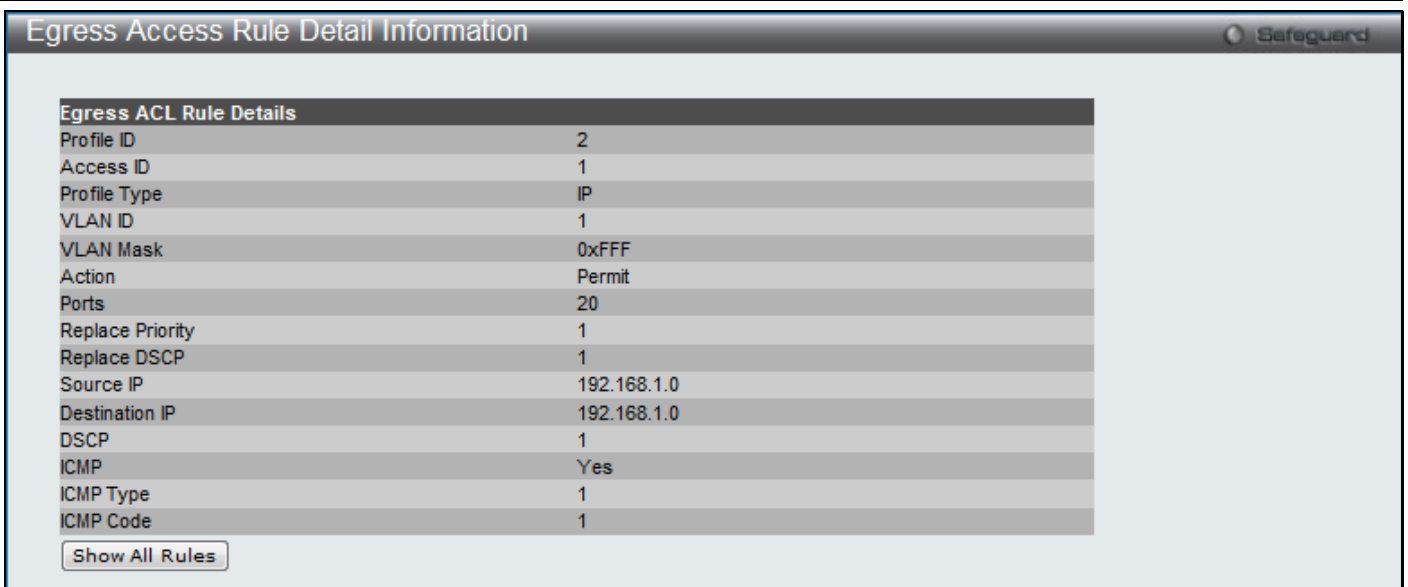 Egress Access Rule Detail Information
Safeguard
Egress ACL Rule Details
Profile ID 2
Access ID 1
Profile Type IP
VLAN ID 1
VLAN Mask 0xFFF
Action Permit
Ports 20
Replace Priority 1
Replace DSCP 1
Source IP 192.168.1.0
Destination IP 192.168.1.0
DSCP 1
ICMP Yes
ICMP Type 1
ICMP Code 1
Show All Rules